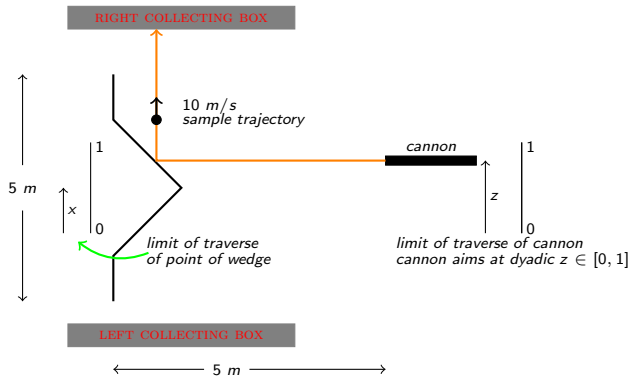 RIGHT COLLECTING BOX
10 m/s
sample trajectory
cannon
1
1
5 m
x
z
0
0
limit of traverse
of point of wedge
limit of traverse of cannon
cannon aims at dyadic z ∈ [0, 1]
LEFT COLLECTING BOX
5 m